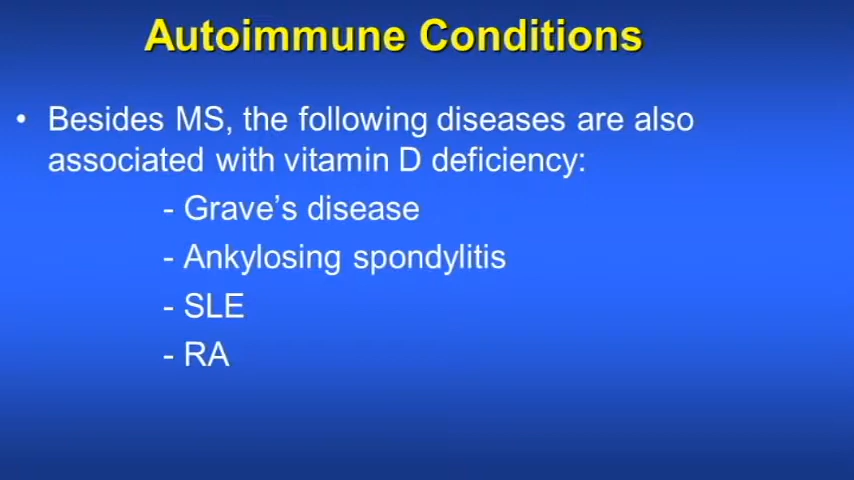 Autoimmune Conditions
• Besides MS, the following diseases are also
associated with vitamin D deficiency:
- Grave’s disease
- Ankylosing spondylitis
- SLE
- RA